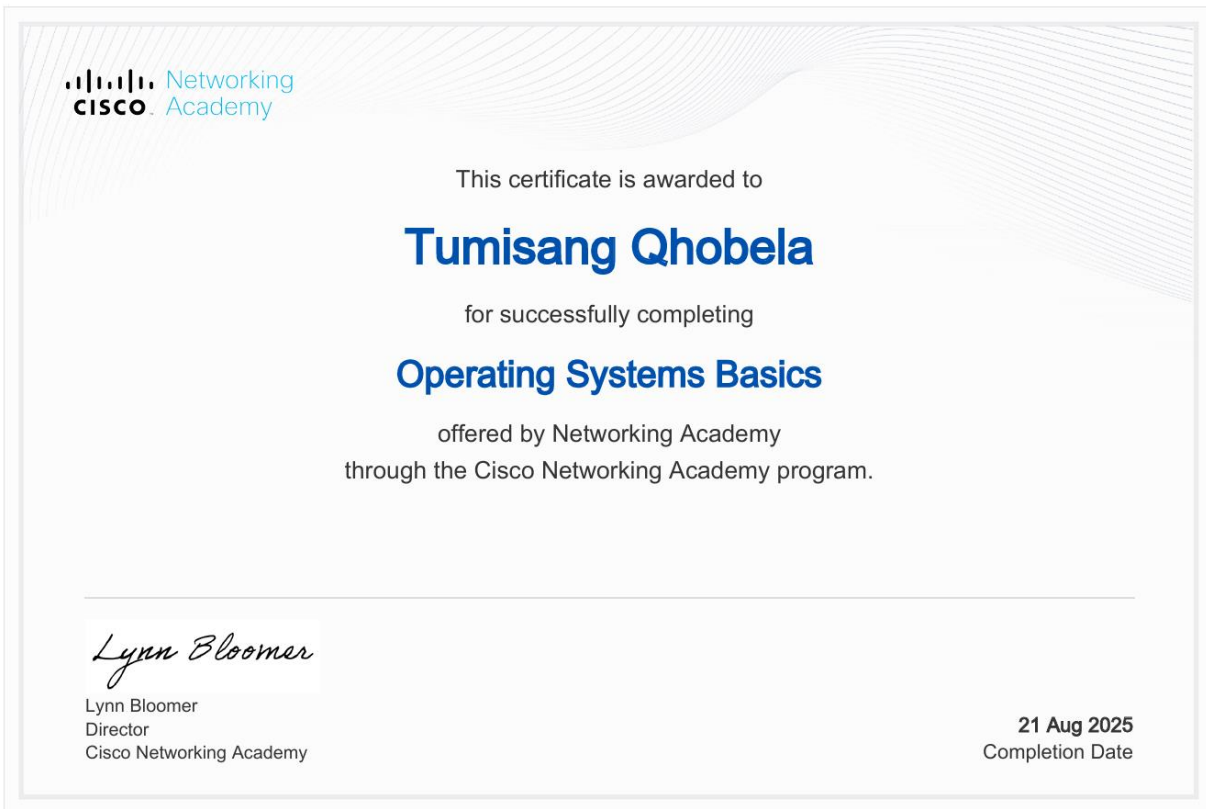 Networking
CISCO Academy
This certificate is awarded to
Tumisang Qhobela
for successfully completing
Operating Systems Basics
offered by Networking Academy
through the Cisco Networking Academy program.
Lynn Bloomer
Lynn Bloomer
Director
Cisco Networking Academy
21 Aug 2025
Completion Date